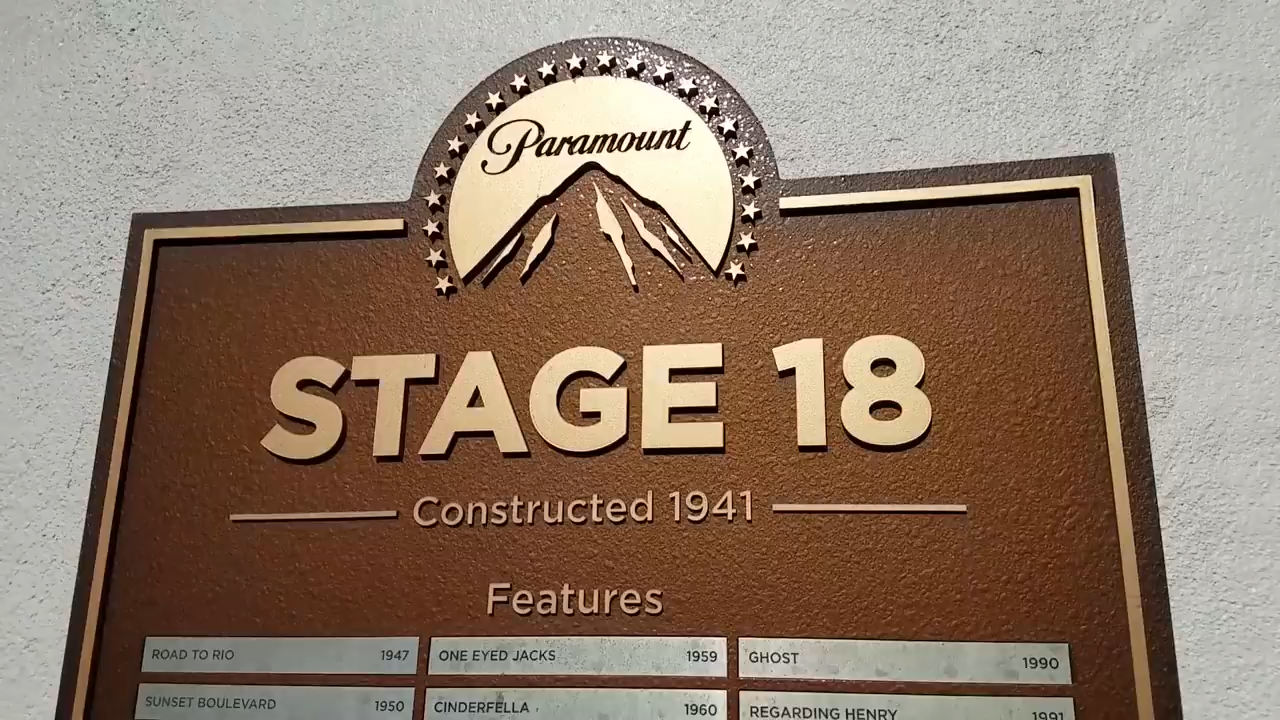 Paramount
STAGE 18
Constructed 1941
Features
ROAD TO RIO 1947
ONE EYED JACKS 1959
GHOST 1990
SUNSET BOULEVARD 1950
CINDERFELLA 1960
REGARDING HENRY 1991